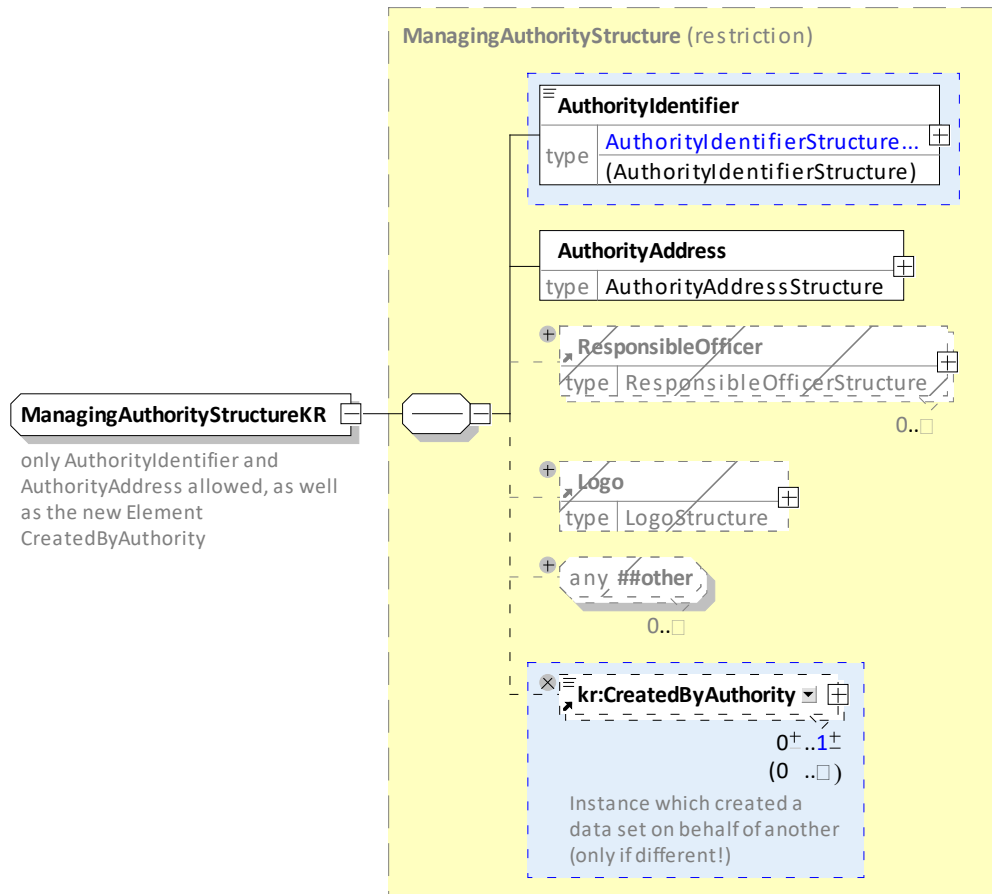 ManagingAuthorityStructure (restriction)
AuthorityIdentifier
type
AuthorityIdentifierStructure...
(AuthorityIdentifierStructure)
AuthorityAddress
type AuthorityAddressStructure
ResponsibleOfficer
type ResponsibleOfficerStructure
0..□
ManagingAuthorityStructureKR
only AuthorityIdentifier and
AuthorityAddress allowed, as well
as the new Element
CreatedByAuthority
Logo
type LogoStructure
any ##other
0..□
kr:CreatedByAuthority
0±..1±
(0 ..□)
Instance which created a
data set on behalf of another
(only if different!)